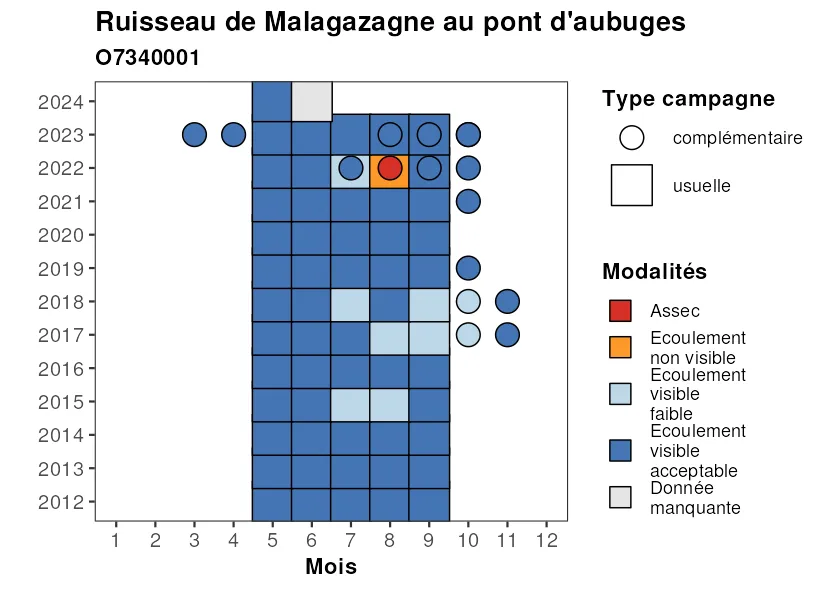 Ruisseau de Malagazagne au pont d'aubuges
O7340001
2024
2023
2022
2021
2020
2019
2018
2017
2016
2015
2014
2013
2012
1 2 3 4 5 6 7 8 9 10 11 12
Mois
Type campagne
complémentaire
usuelle
Modalités
Assec
Ecoulement
non visible
Ecoulement
visible
faible
Ecoulement
visible
acceptable
Donnée
manquante